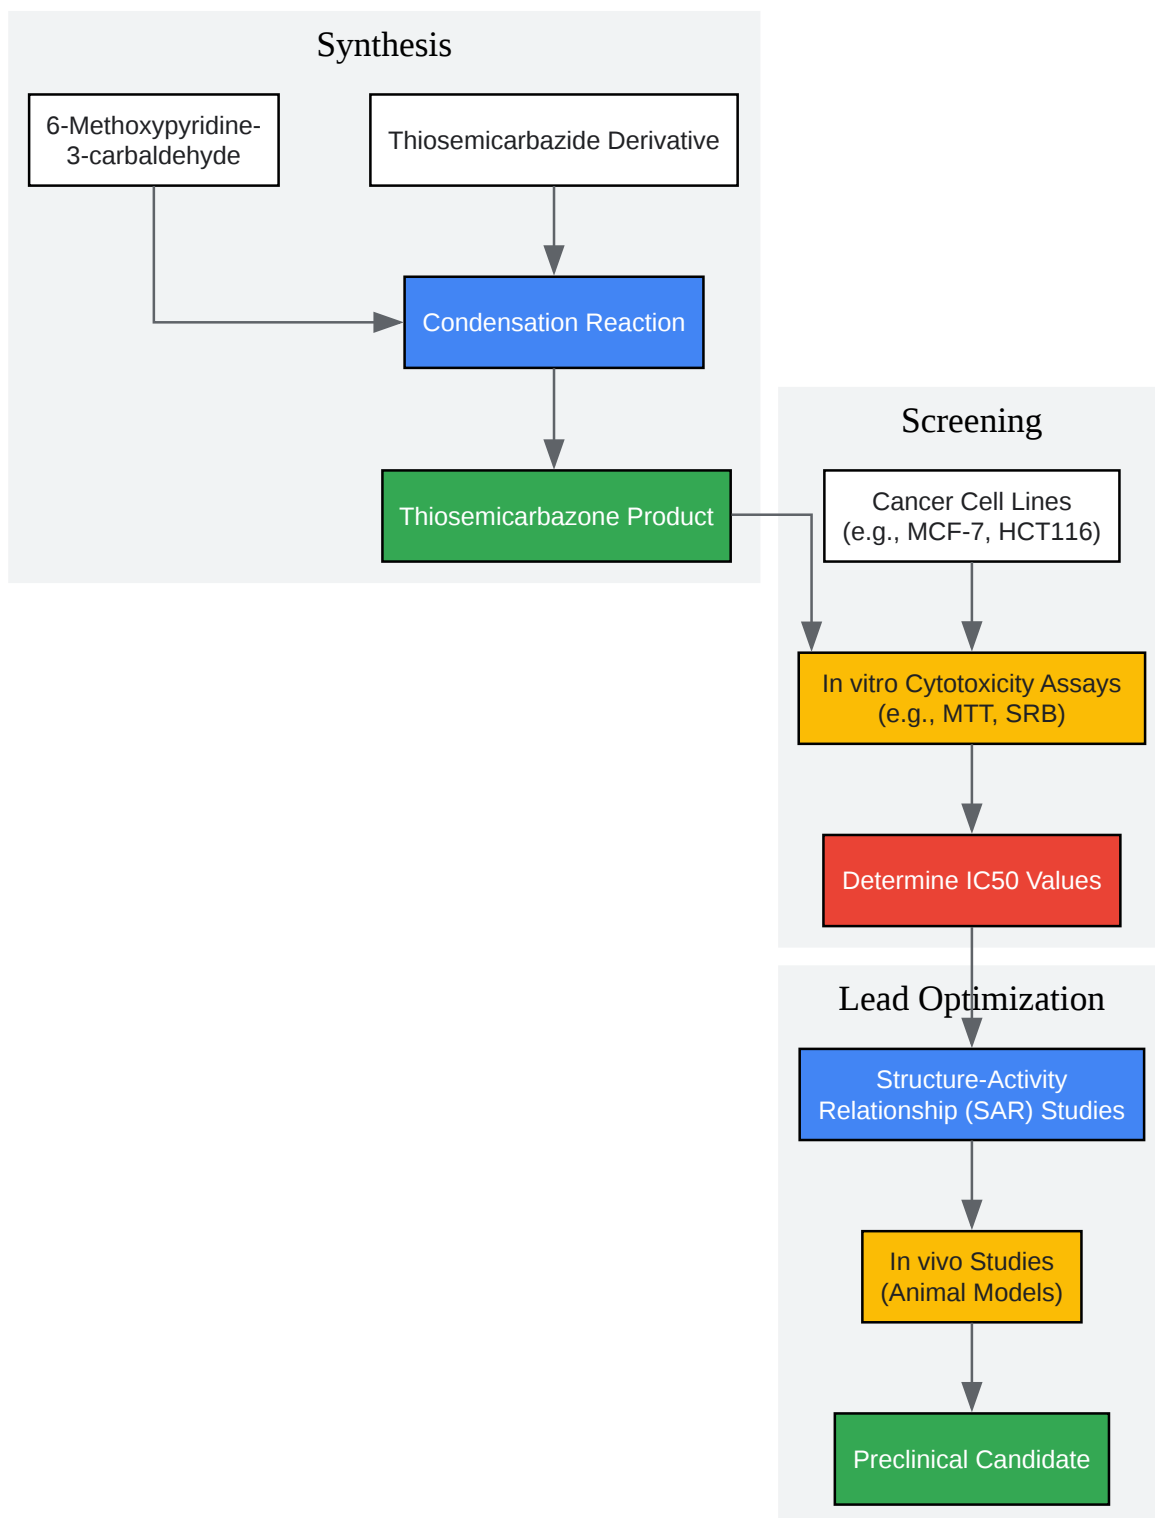 Synthesis
6-Methoxypyridine-
3-carbaldehyde
Thiosemicarbazide Derivative
Condensation Reaction
Thiosemicarbazone Product
Screening
Cancer Cell Lines
(e.g., MCF-7, HCT116)
In vitro Cytotoxicity Assays
(e.g., MTT, SRB)
Determine IC50 Values
Lead Optimization
Structure-Activity
Relationship (SAR) Studies
In vivo Studies
(Animal Models)
Preclinical Candidate